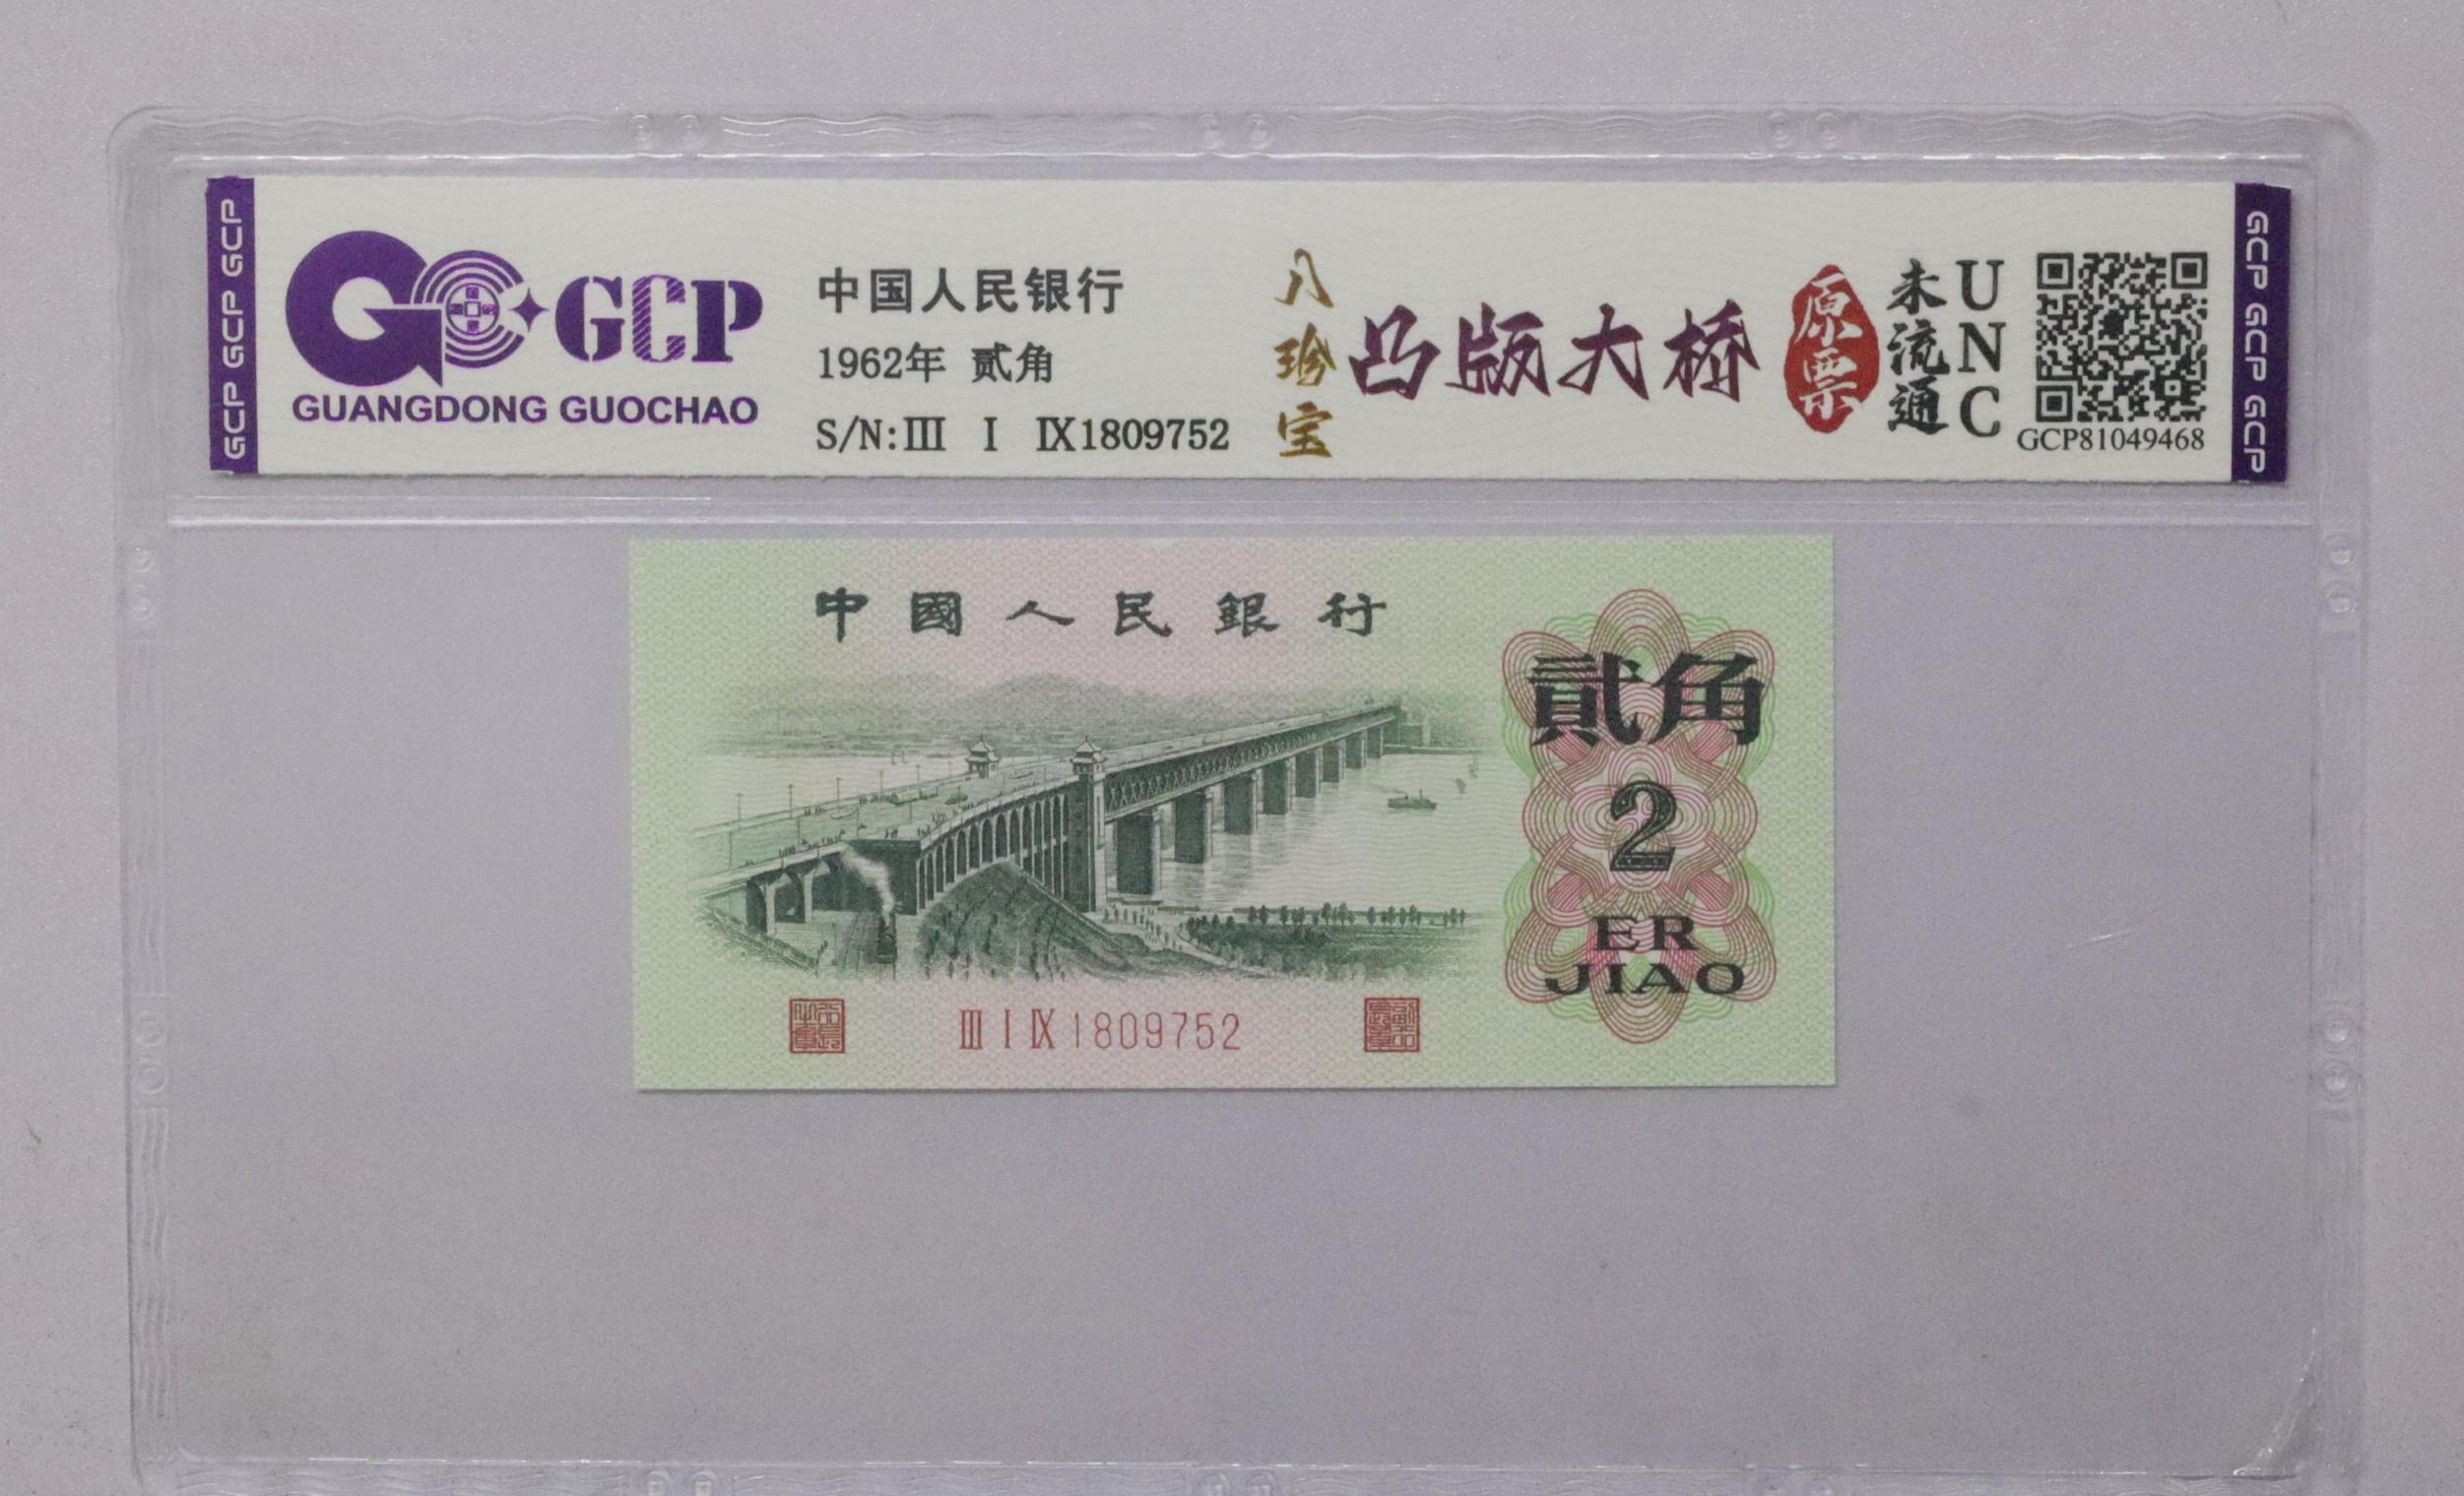 GCP GCP GCP
GCP
GUANGDONG GUOCHAO
中国人民银行
1962年 贰角
S/N:Ⅲ Ⅰ Ⅸ1809752
八珍宝
凸版大桥
原票
未流通
UNC
GCP81049468
GCP GCP GCP
中國人民銀行
貳角
2
ER
JIAO
Ⅲ Ⅰ Ⅸ 1809752